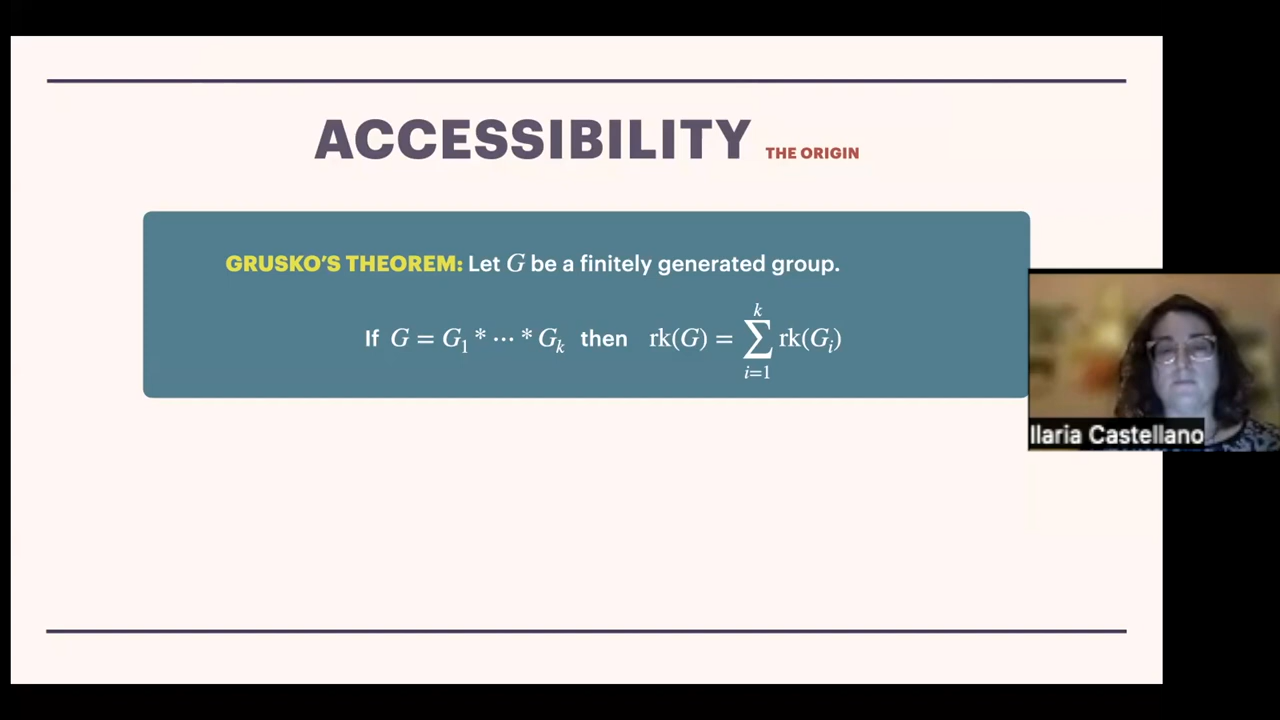 ACCESSIBILITY THE ORIGIN
GRUSKO'S THEOREM: Let G be a finitely generated group.
If G = G₁ * ⋯ * Gₖ then rk(G) = ∑ᵢ₌₁ᵏ rk(Gᵢ)
Ilaria Castellano